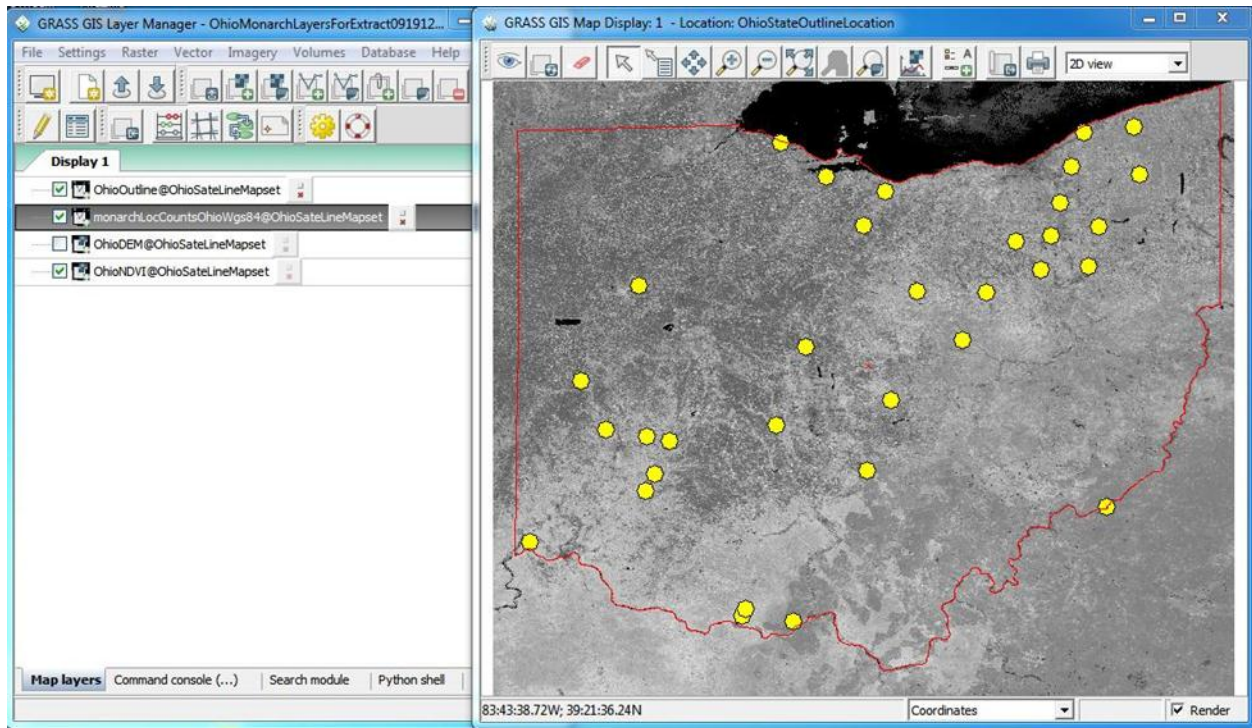 GRASS GIS Layer Manager - OhioMonarchLayersForExtract091912...
File Settings Raster Vector Imagery Volumes Database Help
Display 1
OhioOutline@OhioSateLineMapset
monarchLocCountsOhioWgs84@OhioSateLineMapset
OhioDEM@OhioSateLineMapset
OhioNDVI@OhioSateLineMapset
Map layers Command console (...) Search module Python shell
GRASS GIS Map Display: 1 - Location: OhioStateOutlineLocation
2D view
83:43:38.72W; 39:21:36.24N Coordinates Render